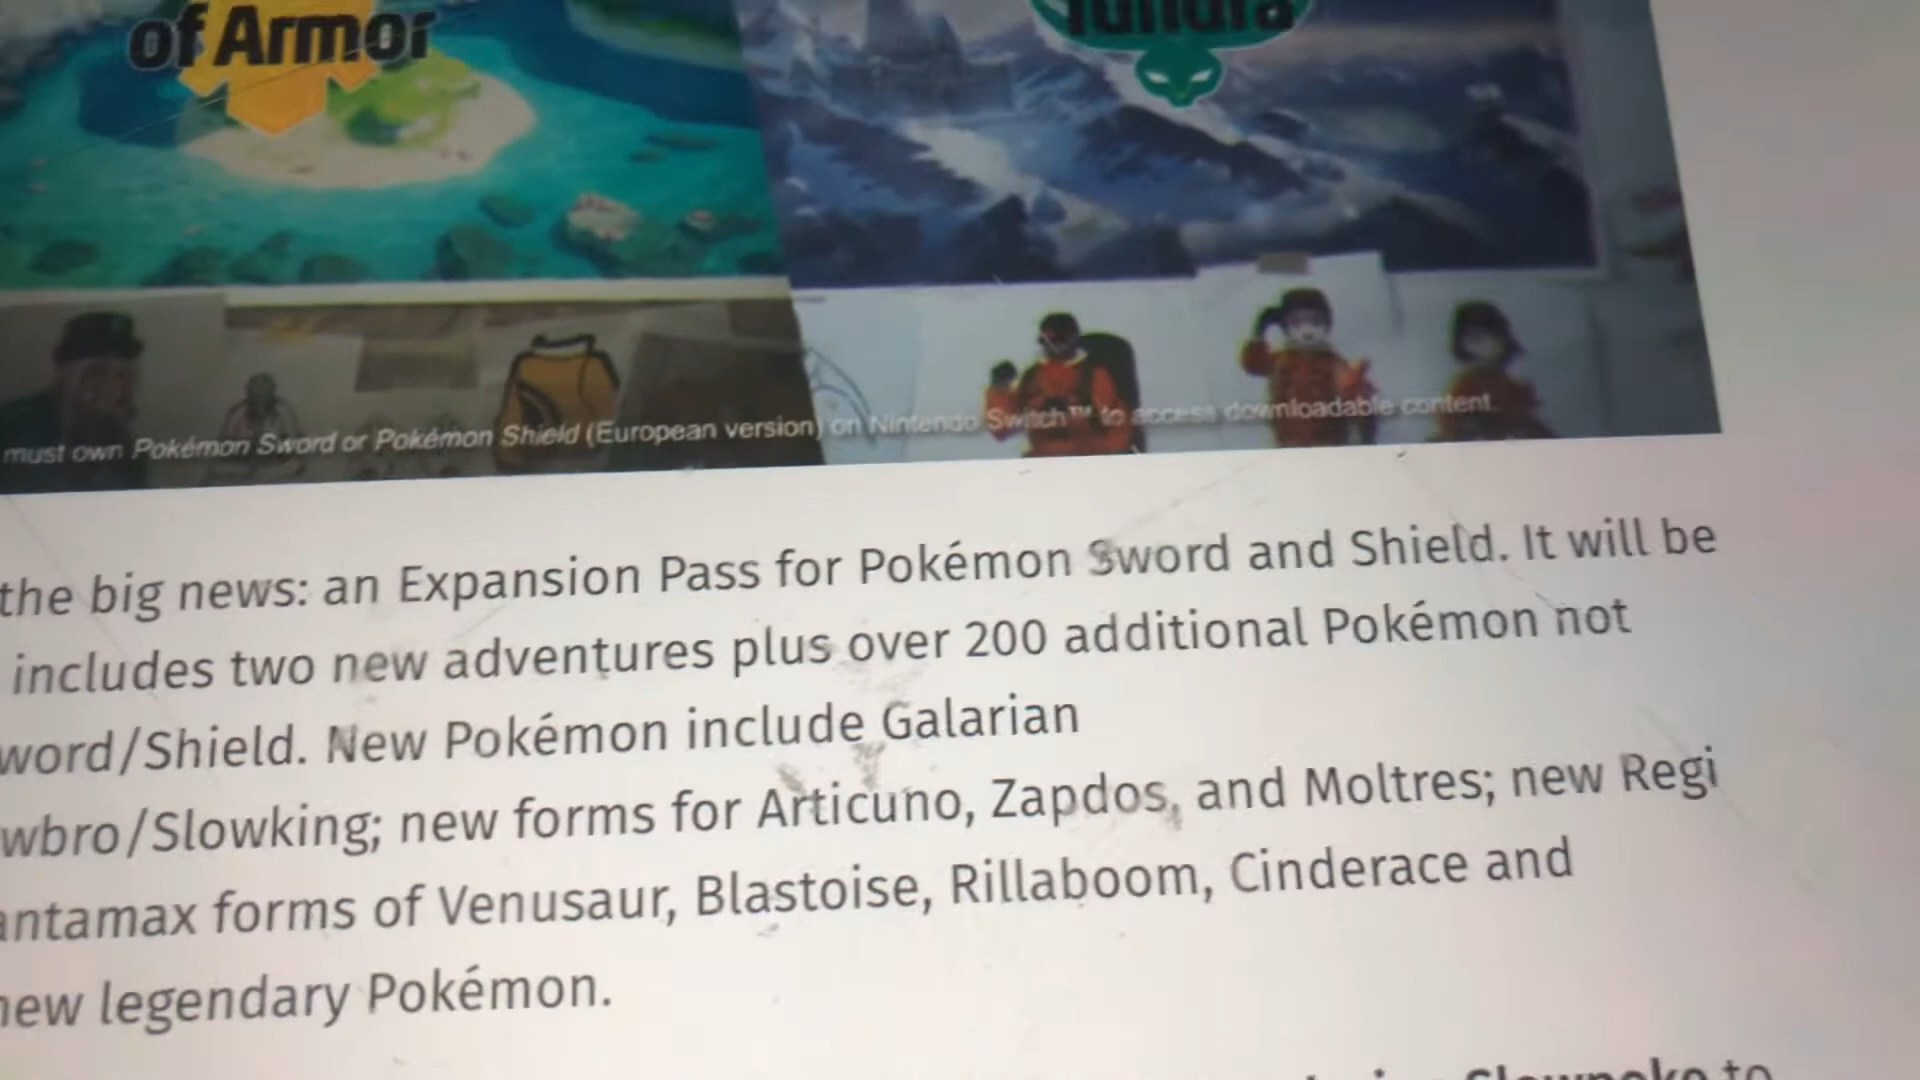 of Armor
Tundra
must own Pokémon Sword or Pokémon Shield (European version) on Nintendo Switch™ to access downloadable content.
the big news: an Expansion Pass for Pokémon Sword and Shield. It will be
includes two new adventures plus over 200 additional Pokémon not
word/Shield. New Pokémon include Galarian
wbro/Slowking; new forms for Articuno, Zapdos, and Moltres; new Regi
antamax forms of Venusaur, Blastoise, Rillaboom, Cinderace and
new legendary Pokémon.
Slowpoke to